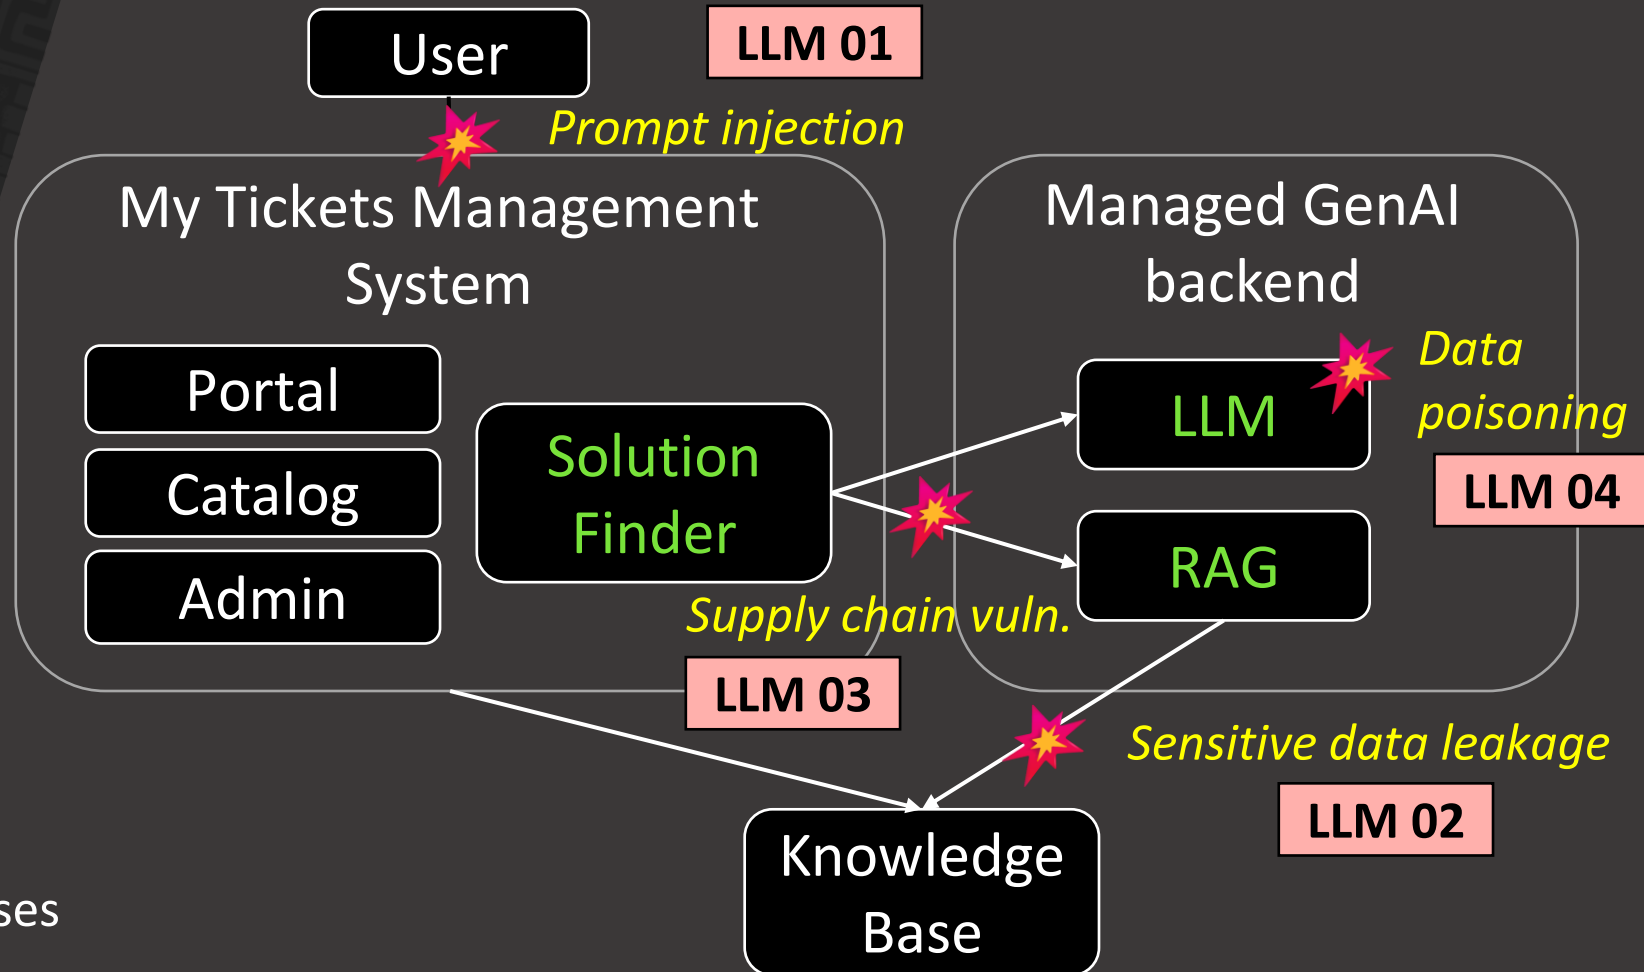 User
LLM 01
Prompt injection
My Tickets Management
System
Portal
Catalog
Admin
Solution
Finder
Managed GenAI
backend
LLM
RAG
Data
poisoning
LLM 04
Supply chain vuln.
LLM 03
Sensitive data leakage
LLM 02
Knowledge
Base
ses